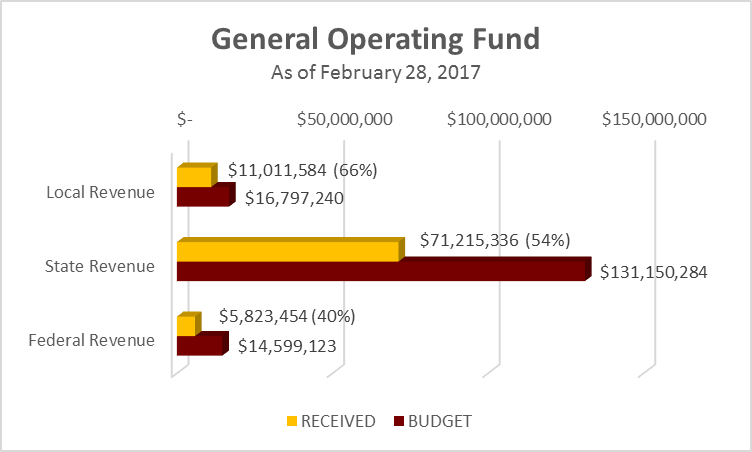 General Operating Fund
As of February 28, 2017
$- $50,000,000 $100,000,000 $150,000,000
Local Revenue
$11,011,584 (66%)
$16,797,240
State Revenue
$71,215,336 (54%)
$131,150,284
Federal Revenue
$5,823,454 (40%)
$14,599,123
RECEIVED BUDGET